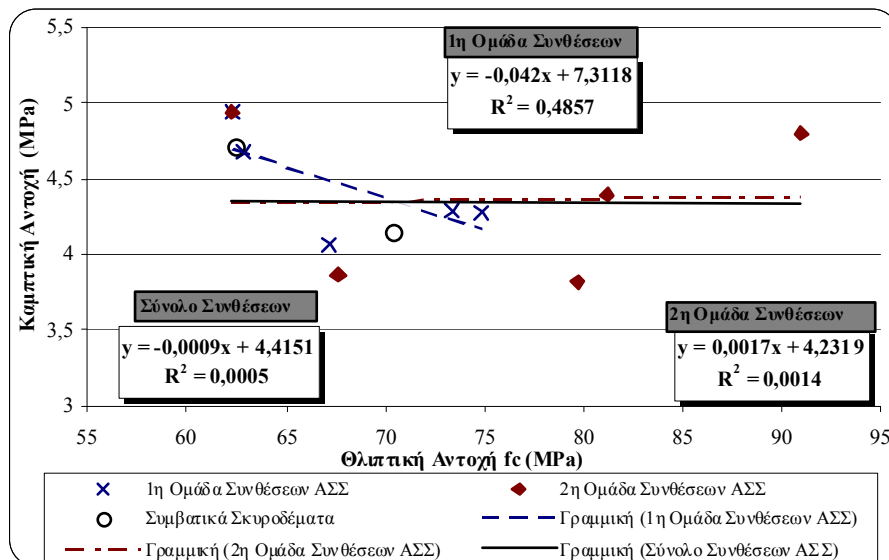 5,5
5
4,5
4
3,5
3
Καμπτική Αντοχή (MPa)
1η Ομάδα Συνθέσεων
y = -0,042x + 7,3118
R² = 0,4857
Σύνολο Συνθέσεων
y = -0,0009x + 4,4151
R² = 0,0005
2η Ομάδα Συνθέσεων
y = 0,0017x + 4,2319
R² = 0,0014
55 60 65 70 75 80 85 90 95
Θλιπτική Αντοχή fc (MPa)
1η Ομάδα Συνθέσεων ΑΣΣ
2η Ομάδα Συνθέσεων ΑΣΣ
Συμβατικά Σκυροδέματα
Γραμμική (1η Ομάδα Συνθέσεων ΑΣΣ)
Γραμμική (2η Ομάδα Συνθέσεων ΑΣΣ)
Γραμμική (Σύνολο Συνθέσεων ΑΣΣ)